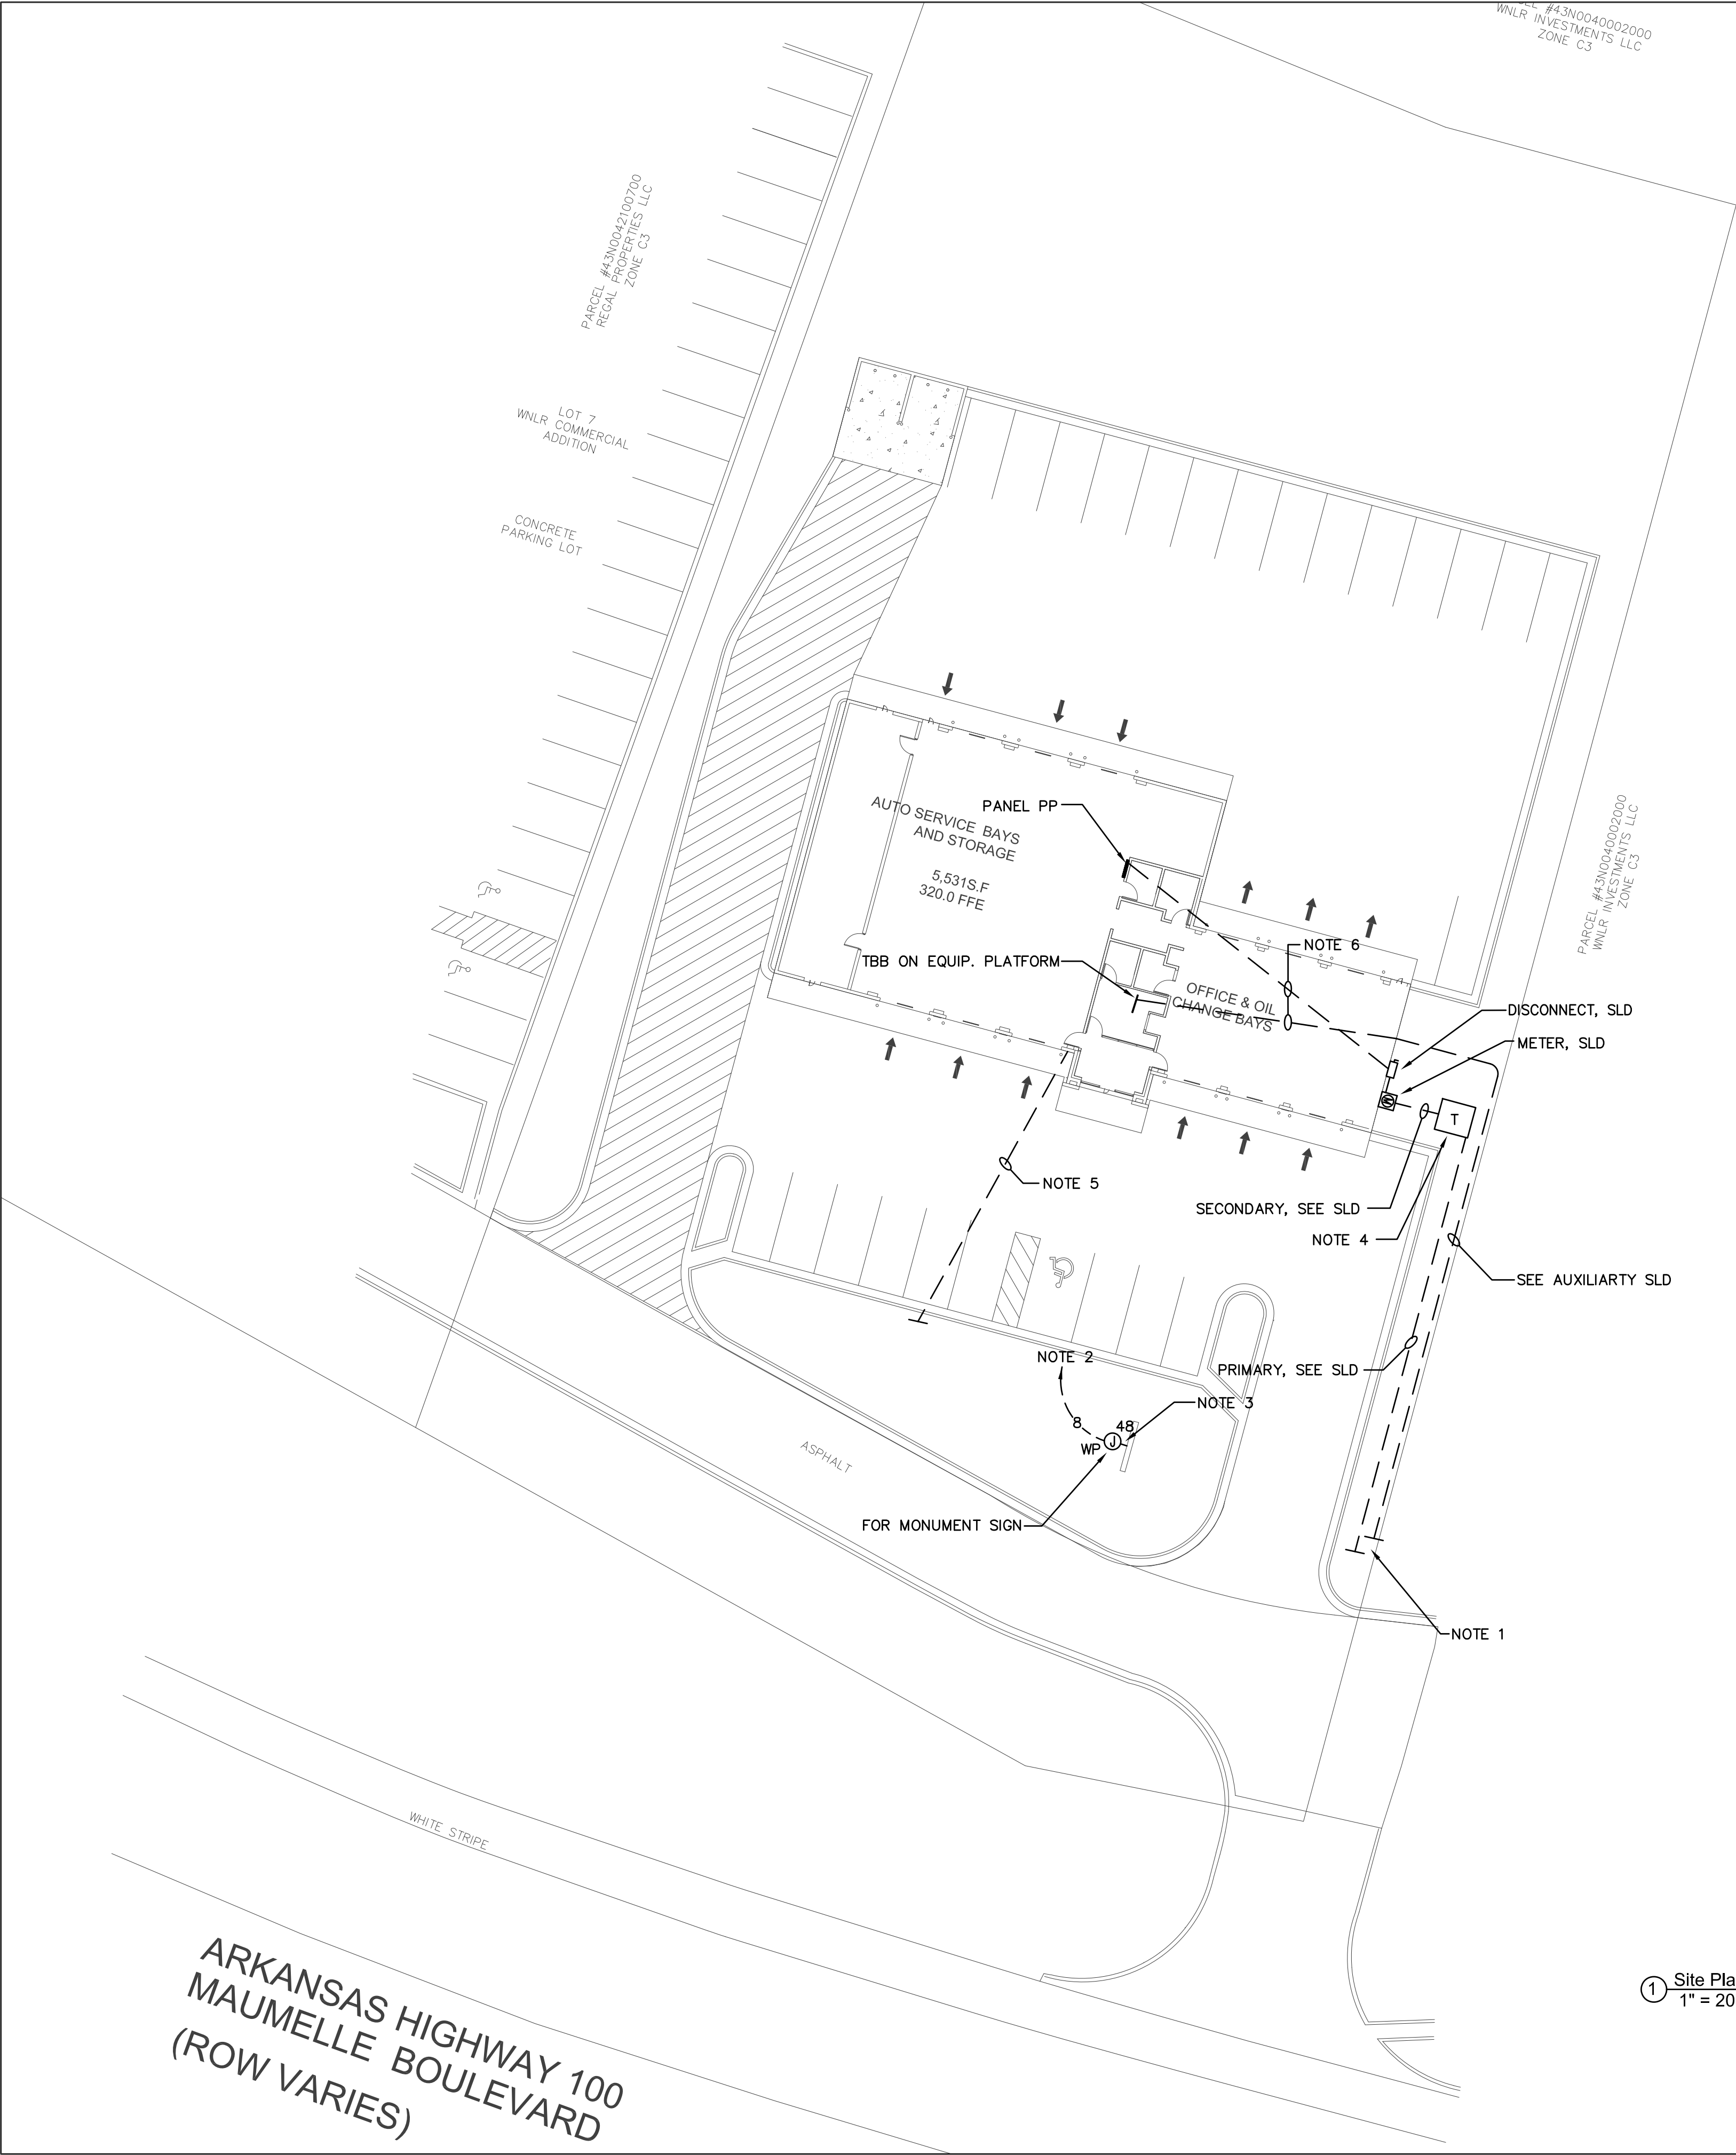 #43N0040002000
WNLR INVESTMENTS LLC
ZONE C3
PARCEL #43N0042100700
REGAL PROPERTIES LLC
ZONE C3
LOT 7
WNLR COMMERCIAL
ADDITION
CONCRETE
PARKING LOT
AUTO SERVICE BAYS
AND STORAGE
5,531S.F
320.0 FFE
PANEL PP
PARCEL #43N0040002000
WNLR INVESTMENTS LLC
ZONE C3
NOTE 6
TBB ON EQUIP. PLATFORM
OFFICE & OIL
CHANGE BAYS
DISCONNECT, SLD
METER, SLD
M
T
NOTE 5
SECONDARY, SEE SLD
NOTE 4
SEE AUXILIARTY SLD
NOTE 2
PRIMARY, SEE SLD
NOTE 3
8
48
WP
J
ASPHALT
FOR MONUMENT SIGN
NOTE 1
WHITE STRIPE
ARKANSAS HIGHWAY 100
MAUMELLE BOULEVARD
(ROW VARIES)
1
Site Pla
1" = 20